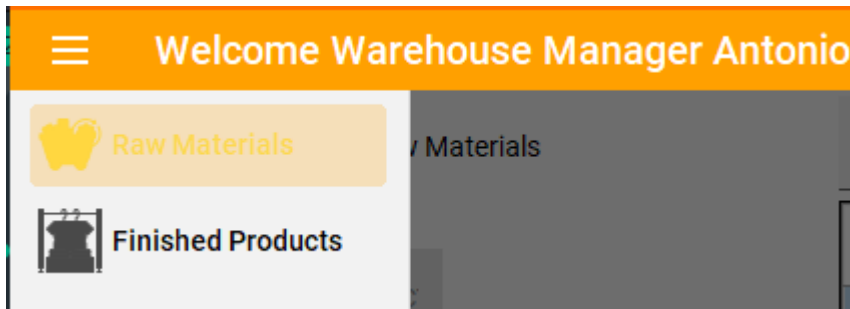 Welcome Warehouse Manager Antonio
Raw Materials
Materials
Finished Products